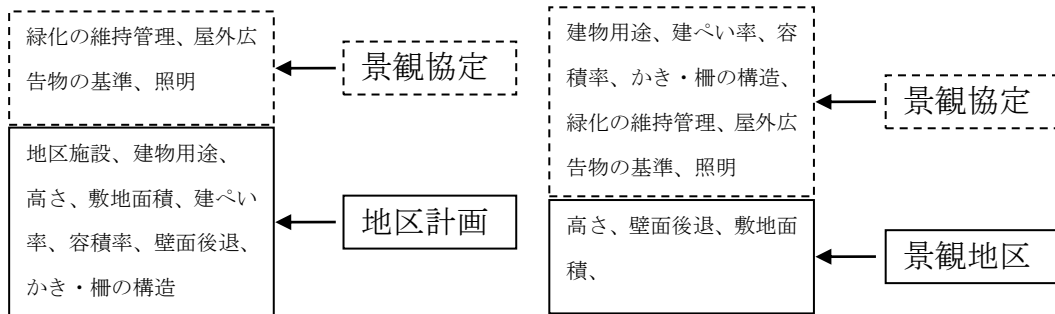 緑化の維持管理、屋外広
告物の基準、照明
景観協定
地区施設、建物用途、
高さ、敷地面積、建ぺい
率、容積率、壁面後退、
かき・柵の構造
地区計画
建物用途、建ぺい率、容
積率、かき・柵の構造、
緑化の維持管理、屋外広
告物の基準、照明
景観協定
高さ、壁面後退、敷地面
積、
景観地区